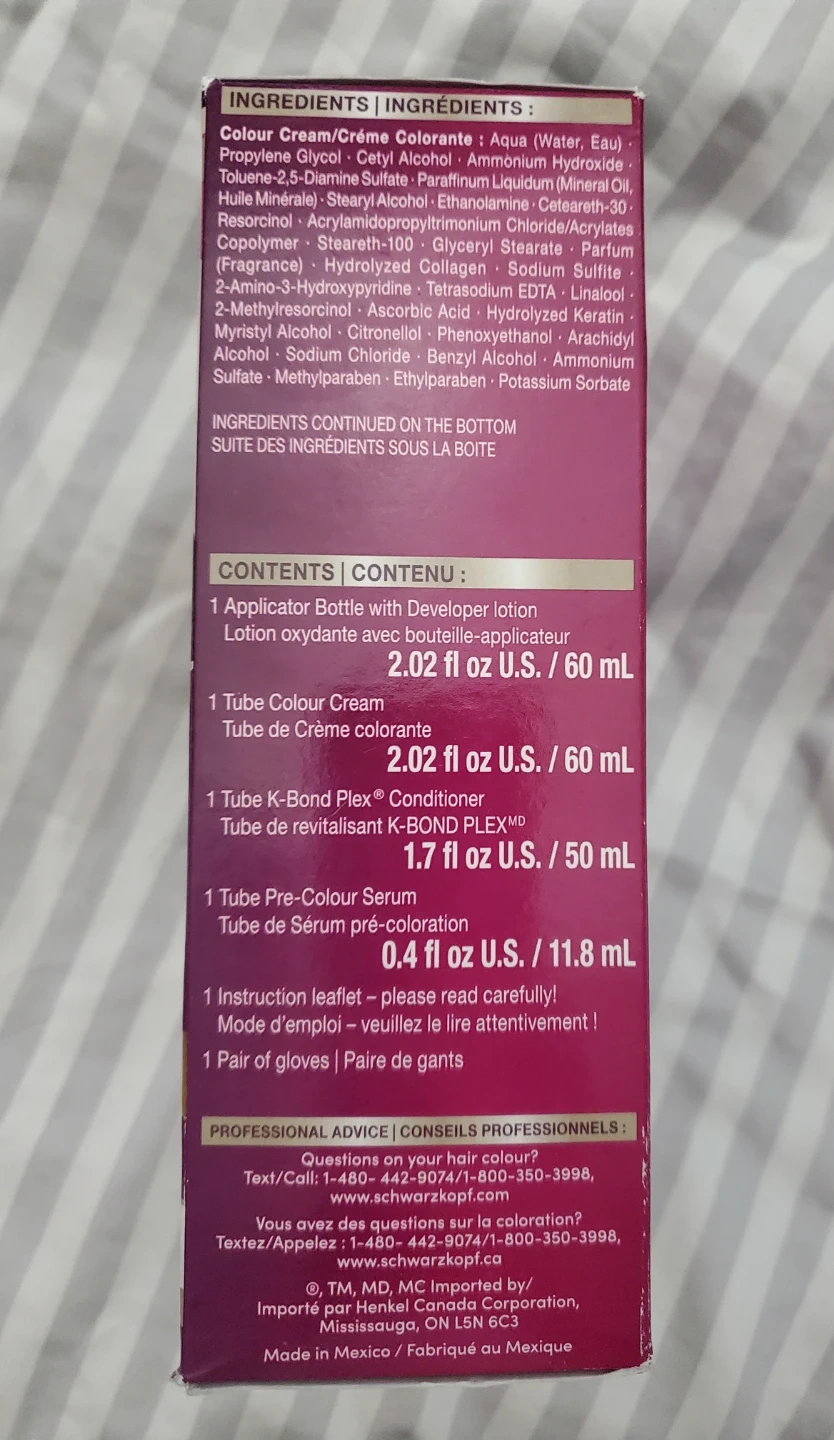 INGREDIENTS | INGRÉDIENTS :
Colour Cream/Créme Colorante : Aqua (Water, Eau) ·
Propylene Glycol · Cetyl Alcohol · Ammonium Hydroxide ·
Toluene-2,5-Diamine Sulfate · Paraffinum Liquidum (Mineral Oil,
Huile Minérale) · Stearyl Alcohol · Ethanolamine · Ceteareth-30 ·
Resorcinol · Acrylamidopropyltrimonium Chloride/Acrylates
Copolymer · Steareth-100 · Glyceryl Stearate · Parfum
(Fragrance) · Hydrolyzed Collagen · Sodium Sulfite ·
2-Amino-3-Hydroxypyridine · Tetrasodium EDTA · Linalool ·
2-Methylresorcinol · Ascorbic Acid · Hydrolyzed Keratin ·
Myristyl Alcohol · Citronellol · Phenoxyethanol · Arachidyl
Alcohol · Sodium Chloride · Benzyl Alcohol · Ammonium
Sulfate · Methylparaben · Ethylparaben · Potassium Sorbate
INGREDIENTS CONTINUED ON THE BOTTOM
SUITE DES INGRÉDIENTS SOUS LA BOITE
CONTENTS | CONTENU :
1 Applicator Bottle with Developer lotion
Lotion oxydante avec bouteille-applicateur
2.02 fl oz U.S. / 60 mL
1 Tube Colour Cream
Tube de Crème colorante
2.02 fl oz U.S. / 60 mL
1 Tube K-Bond Plex® Conditioner
Tube de revitalisant K-BOND PLEXᴹᴰ
1.7 fl oz U.S. / 50 mL
1 Tube Pre-Colour Serum
Tube de Sérum pré-coloration
0.4 fl oz U.S. / 11.8 mL
1 Instruction leaflet – please read carefully!
Mode d'emploi – veuillez le lire attentivement !
1 Pair of gloves | Paire de gants
PROFESSIONAL ADVICE | CONSEILS PROFESSIONNELS :
Questions on your hair colour?
Text/Call: 1-480- 442-9074/1-800-350-3998,
www.schwarzkopf.com
Vous avez des questions sur la coloration?
Textez/Appelez : 1-480- 442-9074/1-800-350-3998,
www.schwarzkopf.ca
®, TM, MD, MC Imported by/
Importé par Henkel Canada Corporation,
Mississauga, ON L5N 6C3
Made in Mexico / Fabriqué au Mexique